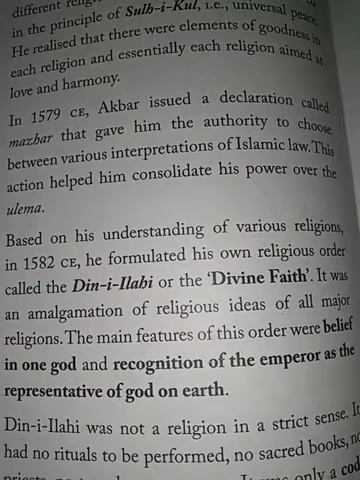 different
in the principle of Sulh-i-Kul, i.e., universal peace.
He realised that there were elements of goodness in
each religion and essentially each religion aimed at
love and harmony.
In 1579 CE, Akbar issued a declaration called
mazhar that gave him the authority to choose
between various interpretations of Islamic law. This
action helped him consolidate his power over the
ulema.
Based on his understanding of various religions,
in 1582 CE, he formulated his own religious order
called the Din-i-Ilahi or the ‘Divine Faith’. It was
an amalgamation of religious ideas of all major
religions. The main features of this order were belief
in one god and recognition of the emperor as the
representative of god on earth.
Din-i-Ilahi was not a religion in a strict sense. It
had no rituals to be performed, no sacred books, no
It was only a cod